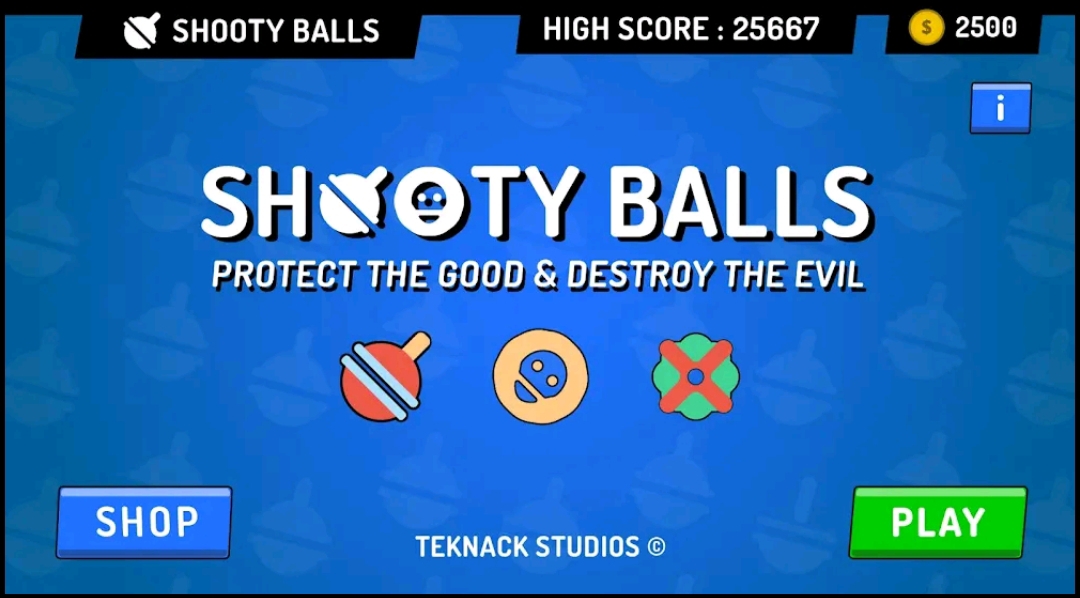 SHOOTY BALLS
HIGH SCORE : 25667
$ 2500
i
SHOOTY BALLS
PROTECT THE GOOD & DESTROY THE EVIL
SHOP
TEKNACK STUDIOS ©
PLAY